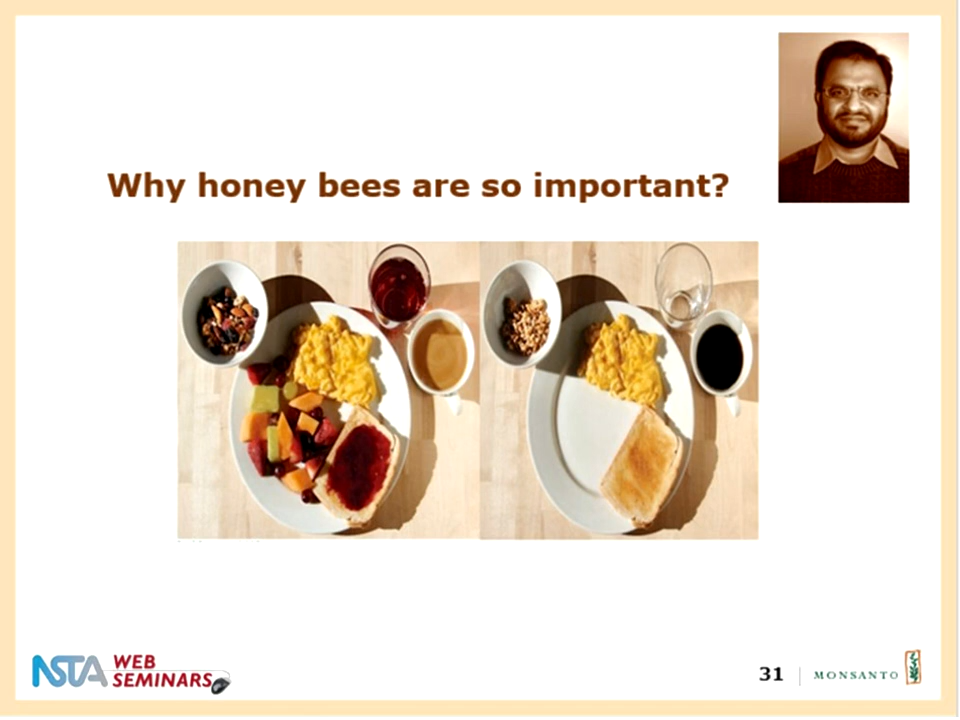 Why honey bees are so important?
NSTA WEB
SEMINARS
31
MONSANTO